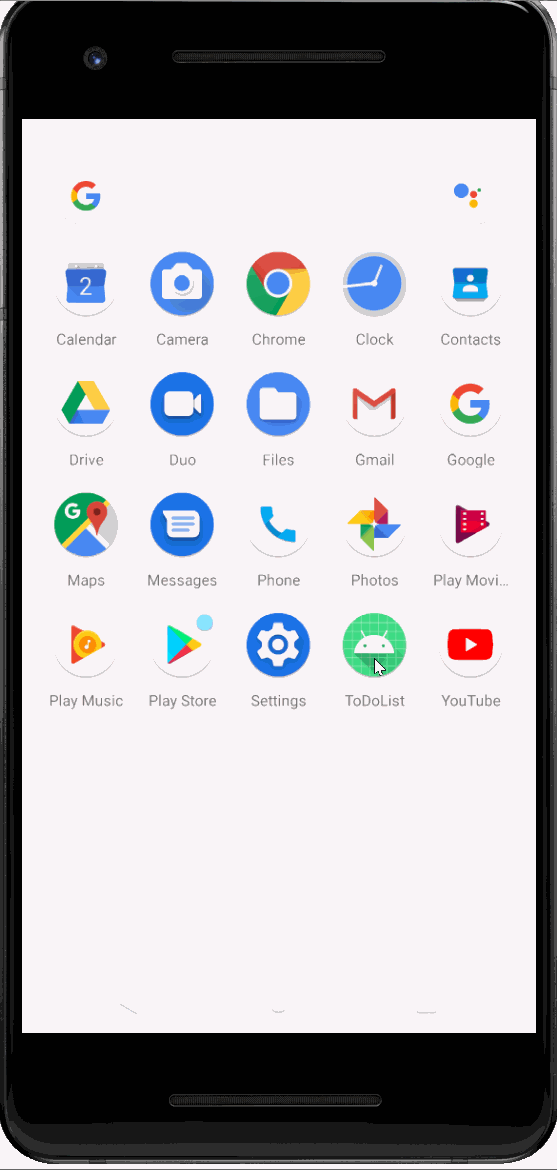 G
2
Calendar Camera Chrome Clock Contacts
G
Drive Duo Files Gmail Google
G
Maps Messages Phone Photos Play Movi...
Play Music Play Store Settings ToDoList YouTube